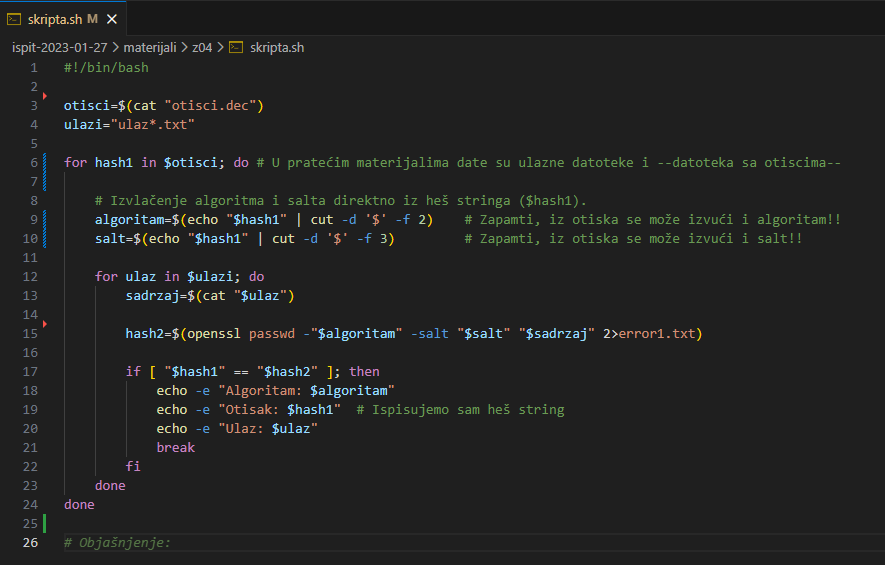 skripta.sh M
ispit-2023-01-27 > materijali > z04 > skripta.sh
1 #!/bin/bash
2
3 otisci=$(cat "otisci.dec")
4 ulazi="ulaz*.txt"
5
6 for hash1 in $otisci; do # U pratećim materijalima date su ulazne datoteke i --datoteka sa otiscima--
7
8 # Izvlačenje algoritma i salta direktno iz heš stringa ($hash1).
9 algoritam=$(echo "$hash1" | cut -d '$' -f 2) # Zapamti, iz otiska se može izvući i algoritam!!
10 salt=$(echo "$hash1" | cut -d '$' -f 3) # Zapamti, iz otiska se može izvući i salt!!
11
12 for ulaz in $ulazi; do
13 sadrzaj=$(cat "$ulaz")
14
15 hash2=$(openssl passwd -"$algoritam" -salt "$salt" "$sadrzaj" 2>error1.txt)
16
17 if [ "$hash1" == "$hash2" ]; then
18 echo -e "Algoritam: $algoritam"
19 echo -e "Otisak: $hash1" # Ispisujemo sam heš string
20 echo -e "Ulaz: $ulaz"
21 break
22 fi
23 done
24 done
25
26 # Objašnjenje: